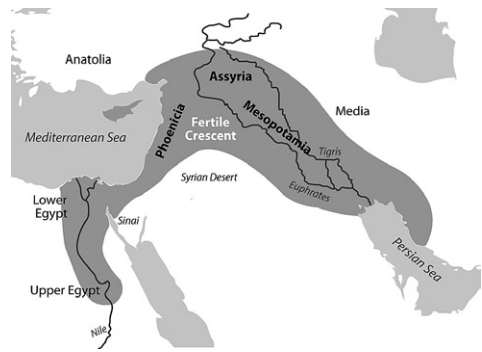 Anatolia
Assyria
Media
Mediterranean Sea
Phoenicia
Fertile
Crescent
Mesopotamia
Tigris
Syrian Desert
Euphrates
Lower
Egypt
Sinai
Persian Sea
Upper Egypt
Nile